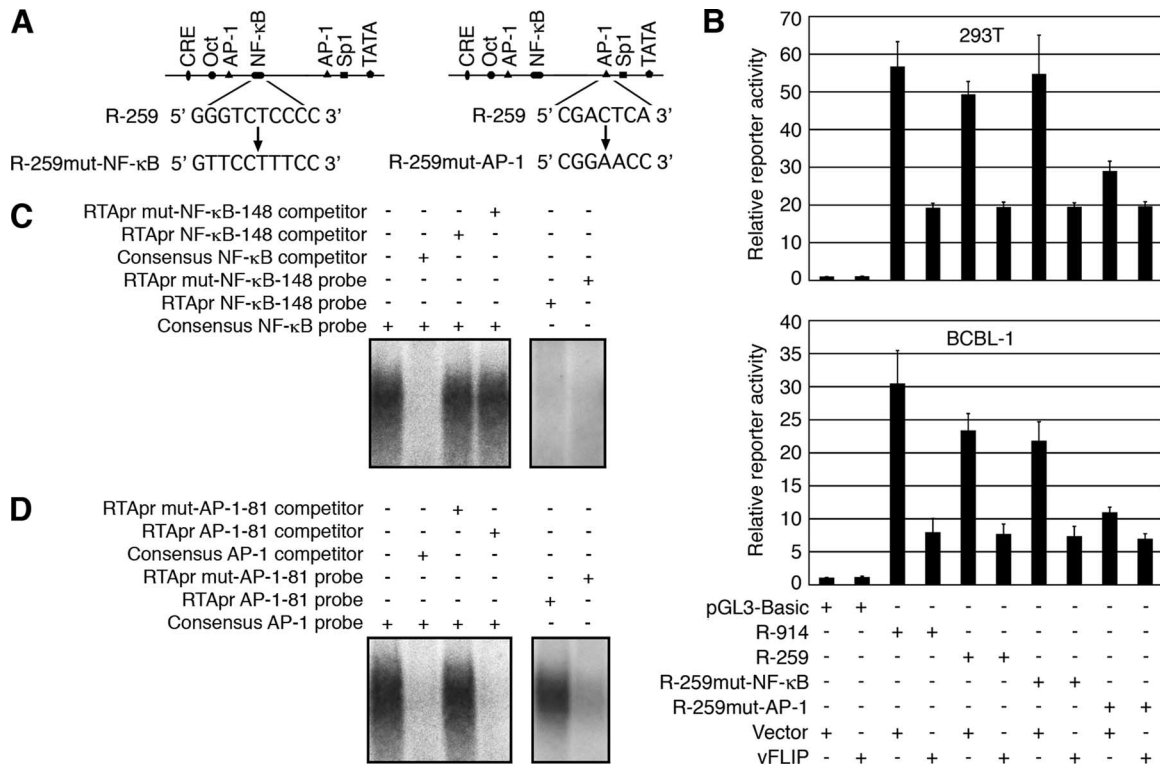 A
CRE Oct AP-1 NF-κB AP-1 Sp1 TATA
R-259 5’ GGGTCTCCCC 3’
R-259mut-NF-κB 5’ GTTCCTTTCC 3’
CRE Oct AP-1 NF-κB AP-1 Sp1 TATA
R-259 5’ CGACTCA 3’
R-259mut-AP-1 5’ CGGAACC 3’
B
293T
Relative reporter activity
70
60
50
40
30
20
10
0
BCBL-1
Relative reporter activity
40
35
30
25
20
15
10
5
0
pGL3-Basic + + - - - - - - - -
R-914 - - + + - - - - - -
R-259 - - - - + + - - - -
R-259mut-NF-κB - - - - - - + + - -
R-259mut-AP-1 - - - - - - - - + +
Vector + - + - + - + - + -
vFLIP - + - + - + - + - +
C
RTApr mut-NF-κB-148 competitor - - - + - -
RTApr NF-κB-148 competitor - - + - - -
Consensus NF-κB competitor - + - - - -
RTApr mut-NF-κB-148 probe - - - - - +
RTApr NF-κB-148 probe - - - - + -
Consensus NF-κB probe + + + + - -
D
RTApr mut-AP-1-81 competitor - - + - - -
RTApr AP-1-81 competitor - - - + - -
Consensus AP-1 competitor - + - - - -
RTApr mut-AP-1-81 probe - - - - - +
RTApr AP-1-81 probe - - - - + -
Consensus AP-1 probe + + + + - -